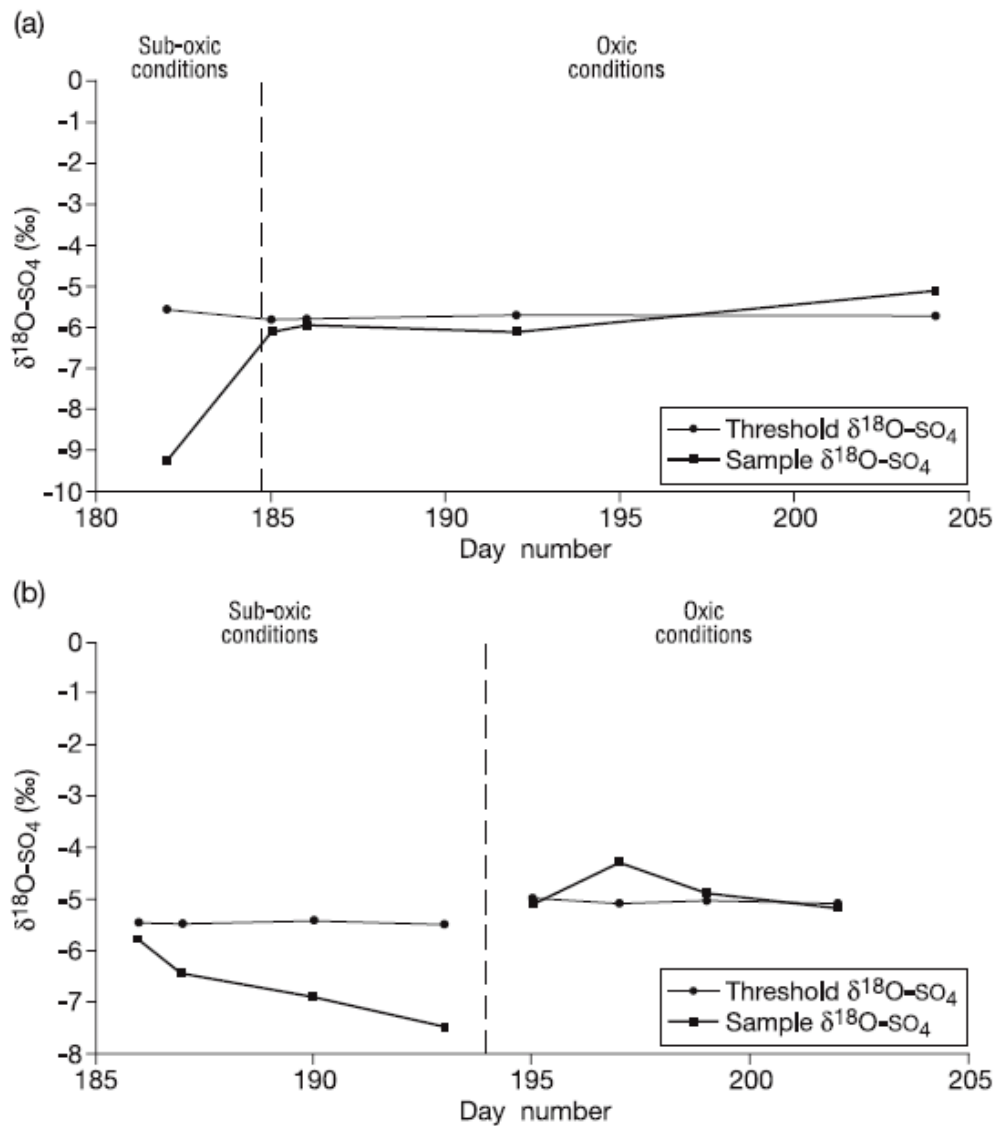 (a)
Sub-oxic
conditions
Oxic
conditions
0
-1
-2
-3
-4
-5
-6
-7
-8
-9
-10
δ18O-SO4 (‰)
Threshold δ18O-SO4
Sample δ18O-SO4
180
185
190
195
200
205
Day number
(b)
Sub-oxic
conditions
Oxic
conditions
0
-1
-2
-3
-4
-5
-6
-7
-8
δ18O-SO4 (‰)
Threshold δ18O-SO4
Sample δ18O-SO4
185
190
195
200
205
Day number